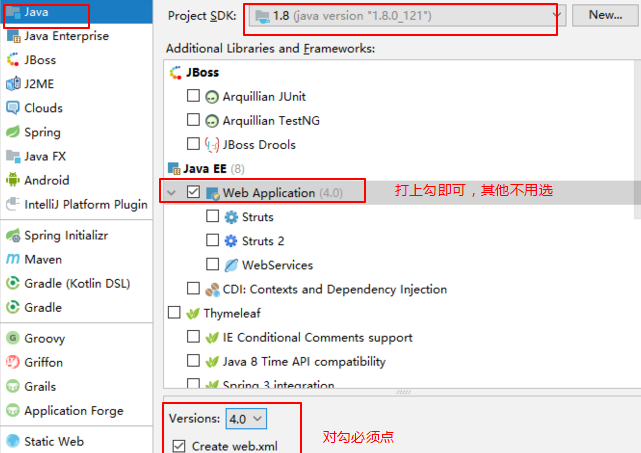 Java
Java Enterprise
JBoss
J2ME
Clouds
Spring
Java FX
Android
IntelliJ Platform Plugin
Spring Initializr
Maven
Gradle (Kotlin DSL)
Gradle
Groovy
Griffon
Grails
Application Forge
Static Web
Project SDK: 1.8 (java version "1.8.0_121") New...
Additional Libraries and Frameworks:
JBoss
Arquillian JUnit
Arquillian TestNG
JBoss Drools
Java EE (8)
Web Application (4.0) 打上勾即可，其他不用选
Struts
Struts 2
WebServices
CDI: Contexts and Dependency Injection
Thymeleaf
IE Conditional Comments support
Java 8 Time API compatibility
Spring 3 integration
Versions: 4.0
Create web.xml
对勾必须点